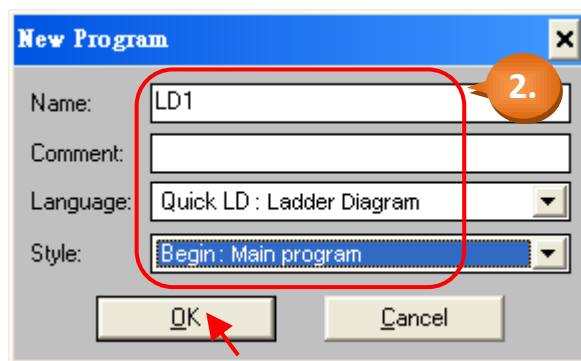 New Program
2.
Name: LD1
Comment:
Language: Quick LD : Ladder Diagram
Style: Begin : Main program
OK Cancel